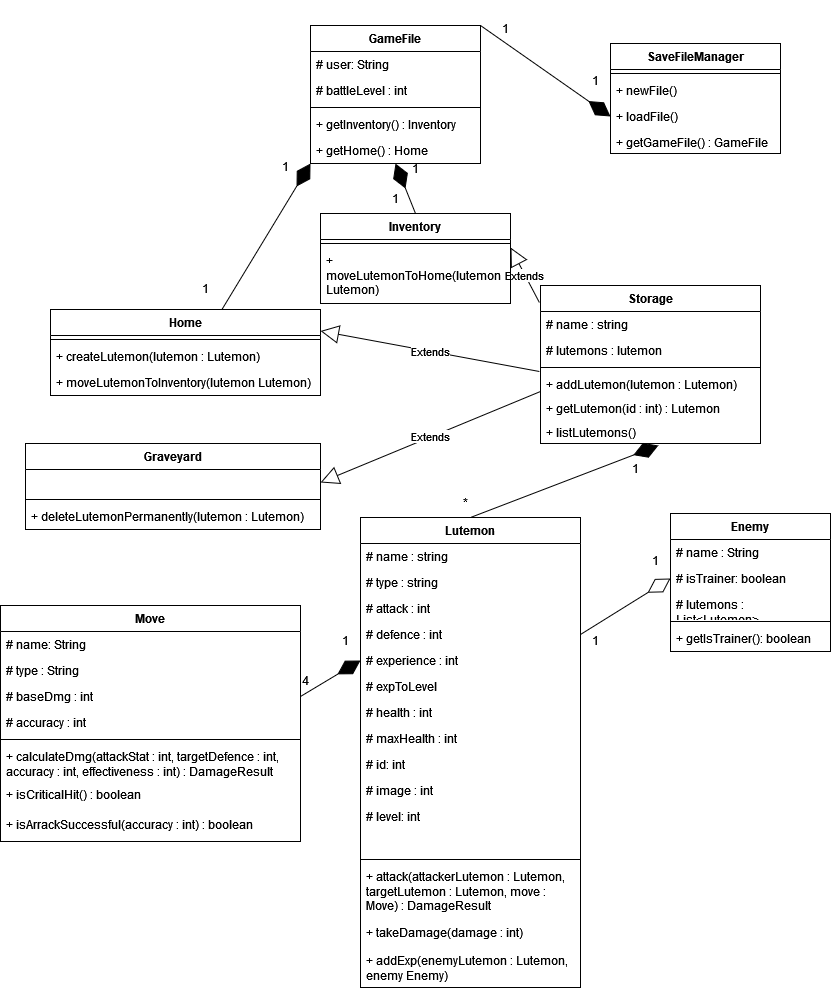 GameFile
# user: String
# battleLevel : int
+ getInventory() : Inventory
+ getHome() : Home
1
1
SaveFileManager
+ newFile()
+ loadFile()
+ getGameFile() : GameFile
1
1
1
1
Inventory
+
moveLutemonToHome(lutemon
Lutemon)
Extends
Storage
# name : string
# lutemons : lutemon
+ addLutemon(lutemon : Lutemon)
+ getLutemon(id : int) : Lutemon
+ listLutemons()
Home
+ createLutemon(lutemon : Lutemon)
+ moveLutemonToInventory(lutemon Lutemon)
Extends
Extends
Graveyard
+ deleteLutemonPermanently(lutemon : Lutemon)
1
*
Lutemon
# name : string
# type : string
# attack : int
# defence : int
# experience : int
# expToLevel
# health : int
# maxHealth : int
# id: int
# image : int
# level: int
+ attack(attackerLutemon : Lutemon,
targetLutemon : Lutemon, move :
Move) : DamageResult
+ takeDamage(damage : int)
+ addExp(enemyLutemon : Lutemon,
enemy Enemy)
Enemy
# name : String
# isTrainer: boolean
# lutemons :
List<Lutemon>
+ getIsTrainer(): boolean
1
1
Move
# name: String
# type : String
# baseDmg : int
# accuracy : int
+ calculateDmg(attackStat : int, targetDefence : int,
accuracy : int, effectiveness : int) : DamageResult
+ isCriticalHit() : boolean
+ isArrackSuccessful(accuracy : int) : boolean
1
4